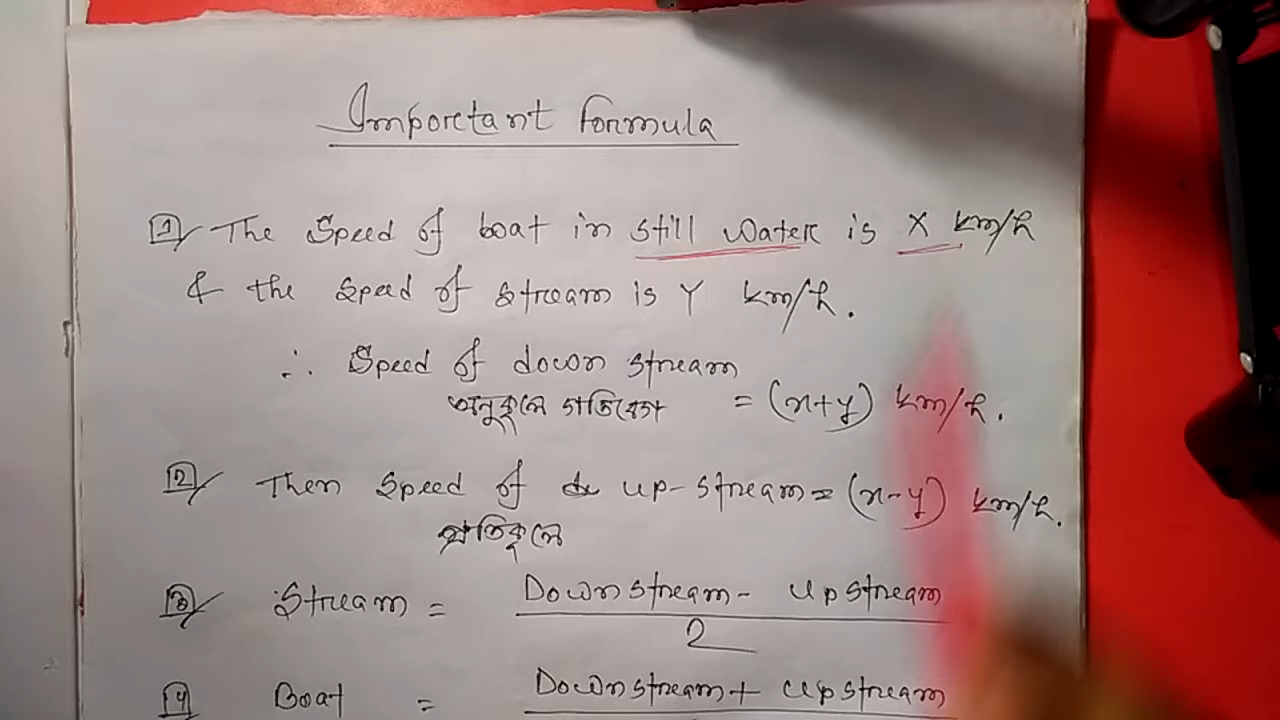 Important Formula
1/ The Speed of boat in still water is X km/h
& the speed of stream is Y km/h.
∴ Speed of down stream
অনুকূলে গতিবেগ = (x+y) km/h.
2/ Then speed of up-stream = (x-y) km/h.
প্রতিকূলে
3/ Stream = Downstream - Upstream
2
4 Boat = Downstream + Upstream